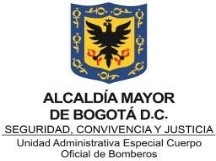 ALCALDÍA MAYOR
DE BOGOTÁ D.C.
SEGURIDAD, CONVIVENCIA Y JUSTICIA
Unidad Administrativa Especial Cuerpo
Oficial de Bomberos